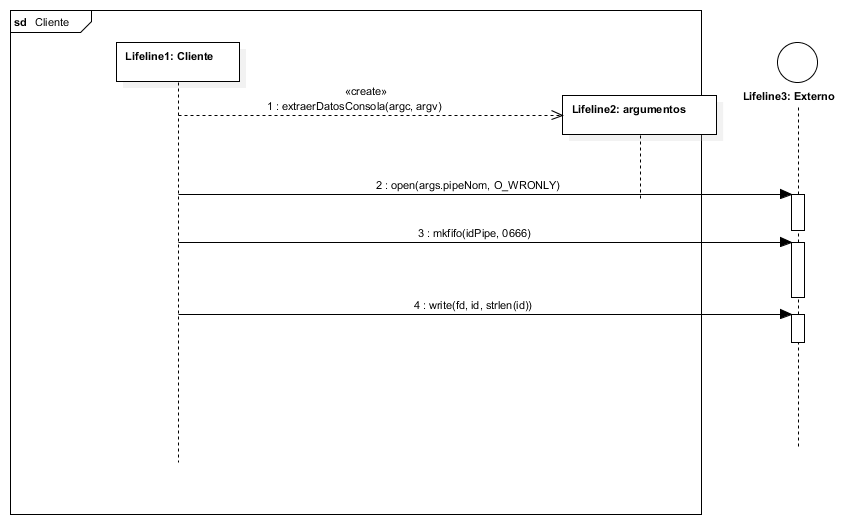 sd Cliente
Lifeline1: Cliente
«create»
1 : extraerDatosConsola(argc, argv)
Lifeline2: argumentos
Lifeline3: Externo
2 : open(args.pipeNom, O_WRONLY)
3 : mkfifo(idPipe, 0666)
4 : write(fd, id, strlen(id))